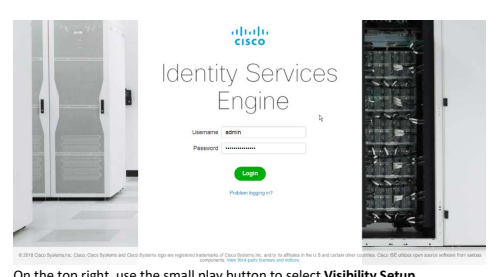 CISCO
Identity Services
Engine
Username admin
Password ••••••••••••••
Login
Problem logging in?
© 2018 Cisco Systems,Inc. Cisco, Cisco Systems and Cisco Systems logo are registered trademarks of Cisco Systems,Inc. and/or its affiliates in the U.S and certain other countries. Cisco ISE utilises open source software from various
components. View third-party licenses and notices.
On the top right, use the small play button to select Visibility Setup